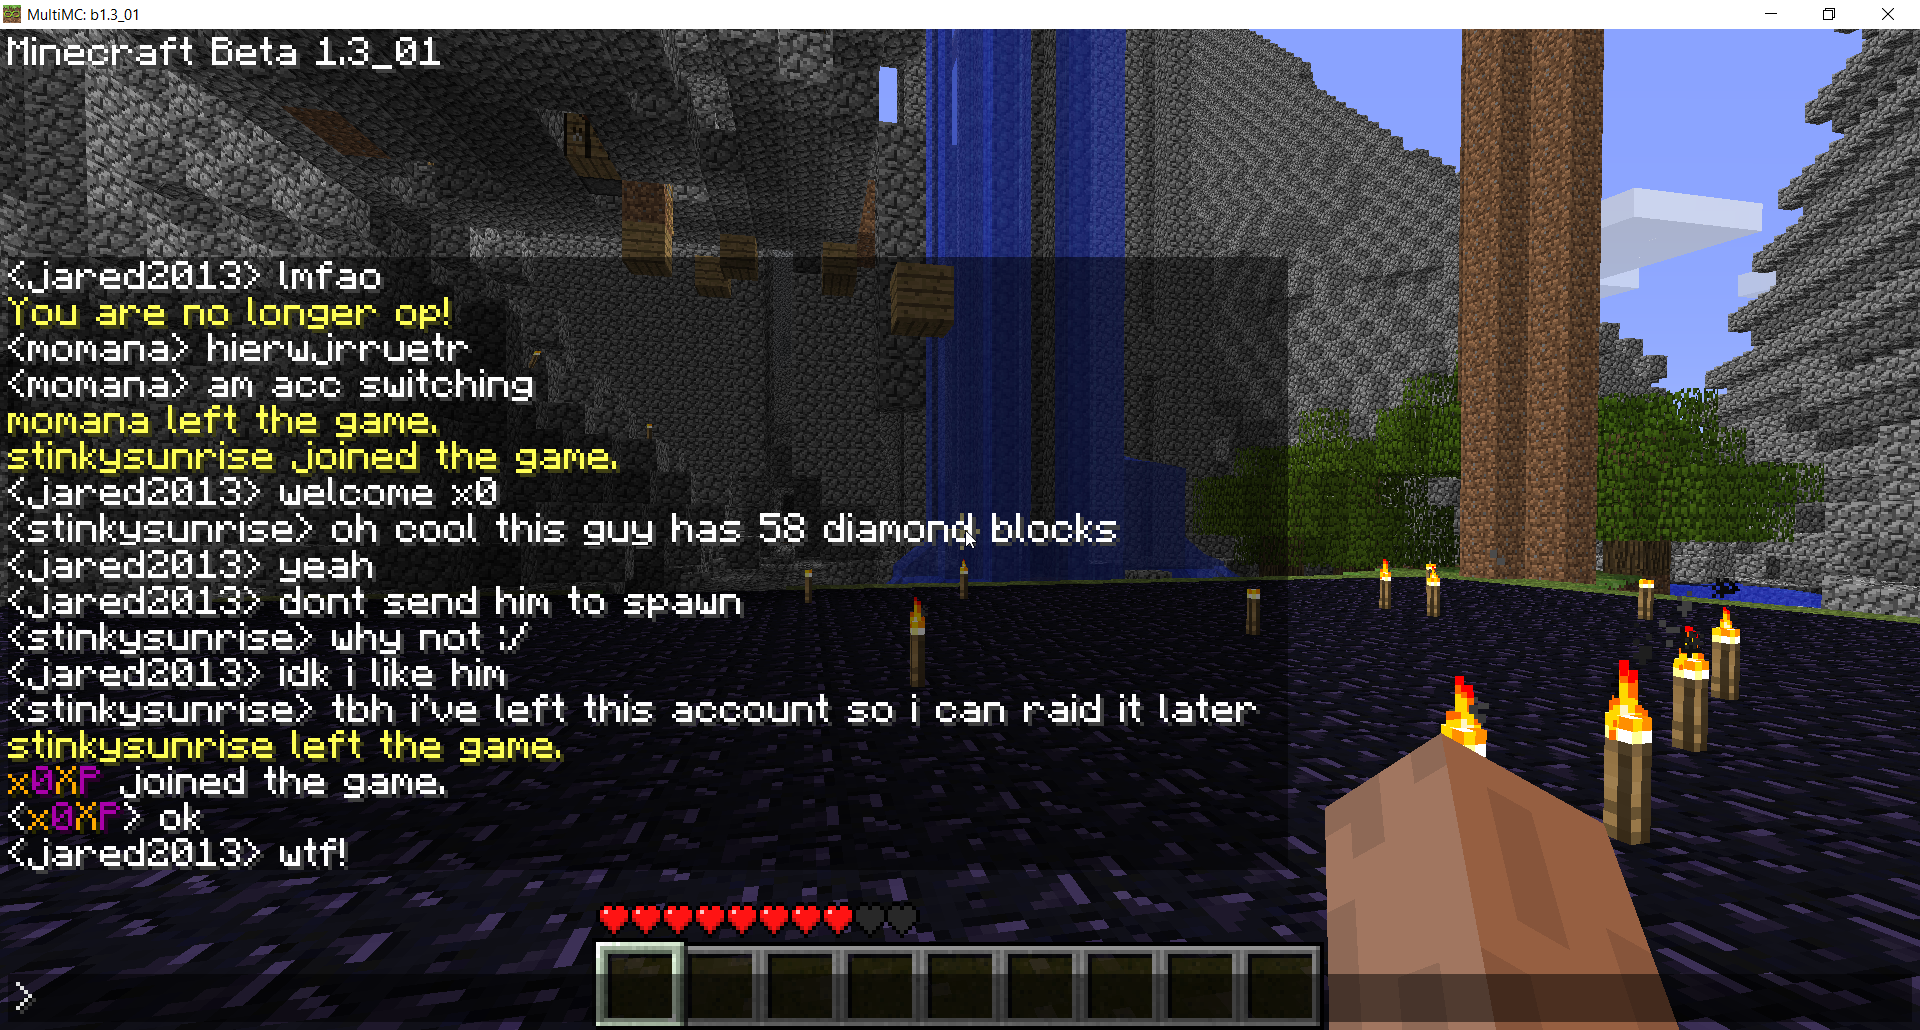 MultiMC: b1.3_01
Minecraft Beta 1.3_01
<jared2013> lmfao
You are no longer op!
<momana> hierwjrruetr
<momana> am acc switching
momana left the game.
stinkysunrise joined the game.
<jared2013> welcome x0
<stinkysunrise> oh cool this guy has 58 diamond blocks
<jared2013> yeah
<jared2013> dont send him to spawn
<stinkysunrise> why not :/
<jared2013> idk i like him
<stinkysunrise> tbh i've left this account so i can raid it later
stinkysunrise left the game.
x0XP joined the game.
<x0XP> ok
<jared2013> wtf!
>